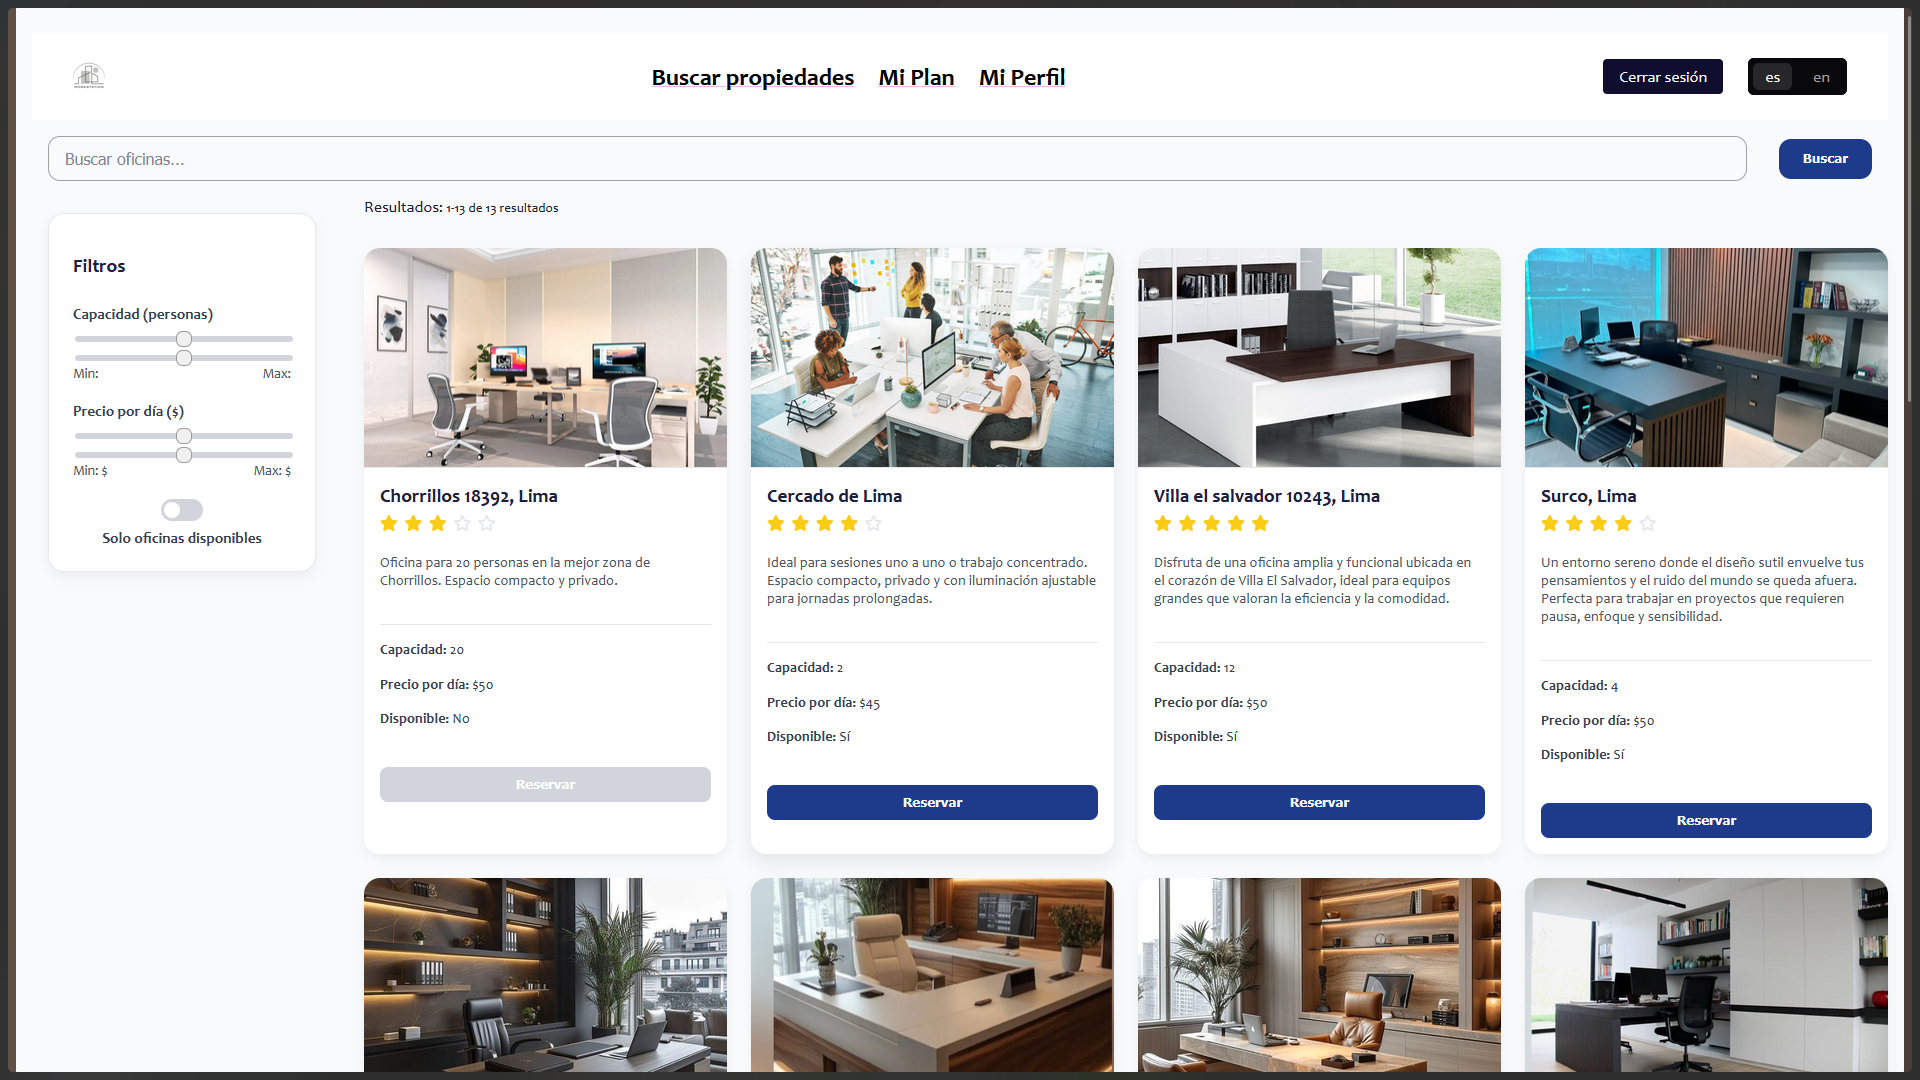 Buscar propiedades Mi Plan Mi Perfil
Cerrar sesión
es en
Buscar oficinas...
Buscar
Resultados: 1-13 de 13 resultados
Filtros
Capacidad (personas)
Min: Max:
Precio por día ($)
Min: $ Max: $
Solo oficinas disponibles
Chorrillos 18392, Lima
Oficina para 20 personas en la mejor zona de
Chorrillos. Espacio compacto y privado.
Capacidad: 20
Precio por día: $50
Disponible: No
Reservar
Cercado de Lima
Ideal para sesiones uno a uno o trabajo concentrado.
Espacio compacto, privado y con iluminación ajustable
para jornadas prolongadas.
Capacidad: 2
Precio por día: $45
Disponible: Sí
Reservar
Villa el salvador 10243, Lima
Disfruta de una oficina amplia y funcional ubicada en
el corazón de Villa El Salvador, ideal para equipos
grandes que valoran la eficiencia y la comodidad.
Capacidad: 12
Precio por día: $50
Disponible: Sí
Reservar
Surco, Lima
Un entorno sereno donde el diseño sutil envuelve tus
pensamientos y el ruido del mundo se queda afuera.
Perfecta para trabajar en proyectos que requieren
pausa, enfoque y sensibilidad.
Capacidad: 4
Precio por día: $50
Disponible: Sí
Reservar